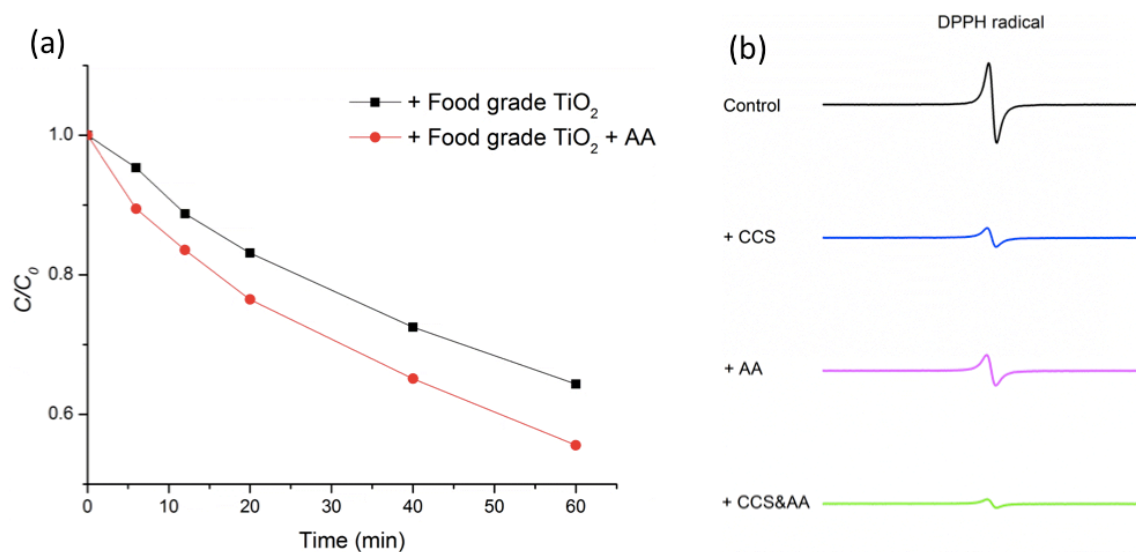 (a)
+ Food grade TiO₂
+ Food grade TiO₂ + AA
1.0
0.8
0.6
C/C₀
0 10 20 30 40 50 60
Time (min)
(b)
DPPH radical
Control
+ CCS
+ AA
+ CCS&AA